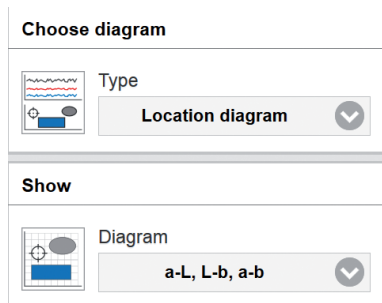 Choose diagram
Type
Location diagram
Show
Diagram
a-L, L-b, a-b